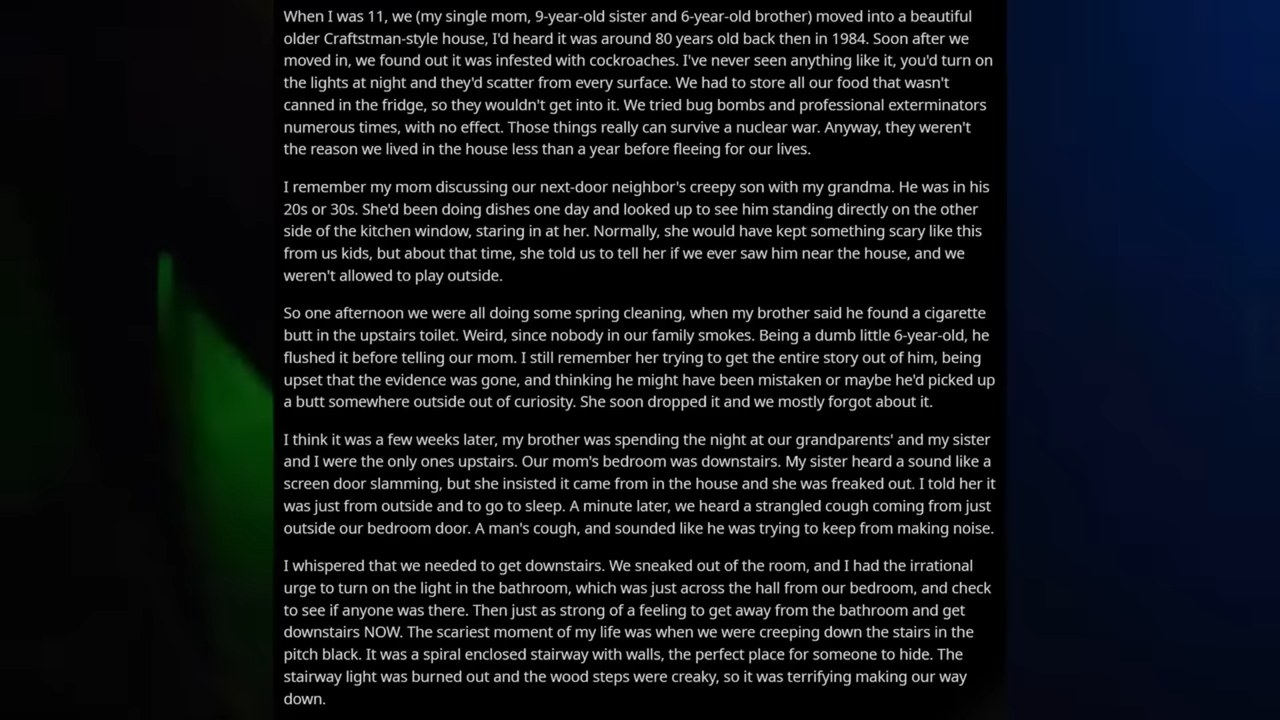 When I was 11, we (my single mom, 9-year-old sister and 6-year-old brother) moved into a beautiful
older Craftstman-style house, I'd heard it was around 80 years old back then in 1984. Soon after we
moved in, we found out it was infested with cockroaches. I've never seen anything like it, you'd turn on
the lights at night and they'd scatter from every surface. We had to store all our food that wasn't
canned in the fridge, so they wouldn't get into it. We tried bug bombs and professional exterminators
numerous times, with no effect. Those things really can survive a nuclear war. Anyway, they weren't
the reason we lived in the house less than a year before fleeing for our lives.
I remember my mom discussing our next-door neighbor's creepy son with my grandma. He was in his
20s or 30s. She'd been doing dishes one day and looked up to see him standing directly on the other
side of the kitchen window, staring in at her. Normally, she would have kept something scary like this
from us kids, but about that time, she told us to tell her if we ever saw him near the house, and we
weren't allowed to play outside.
So one afternoon we were all doing some spring cleaning, when my brother said he found a cigarette
butt in the upstairs toilet. Weird, since nobody in our family smokes. Being a dumb little 6-year-old, he
flushed it before telling our mom. I still remember her trying to get the entire story out of him, being
upset that the evidence was gone, and thinking he might have been mistaken or maybe he'd picked up
a butt somewhere outside out of curiosity. She soon dropped it and we mostly forgot about it.
I think it was a few weeks later, my brother was spending the night at our grandparents' and my sister
and I were the only ones upstairs. Our mom's bedroom was downstairs. My sister heard a sound like a
screen door slamming, but she insisted it came from in the house and she was freaked out. I told her it
was just from outside and to go to sleep. A minute later, we heard a strangled cough coming from just
outside our bedroom door. A man's cough, and sounded like he was trying to keep from making noise.
I whispered that we needed to get downstairs. We sneaked out of the room, and I had the irrational
urge to turn on the light in the bathroom, which was just across the hall from our bedroom, and check
to see if anyone was there. Then just as strong of a feeling to get away from the bathroom and get
downstairs NOW. The scariest moment of my life was when we were creeping down the stairs in the
pitch black. It was a spiral enclosed stairway with walls, the perfect place for someone to hide. The
stairway light was burned out and the wood steps were creaky, so it was terrifying making our way
down.